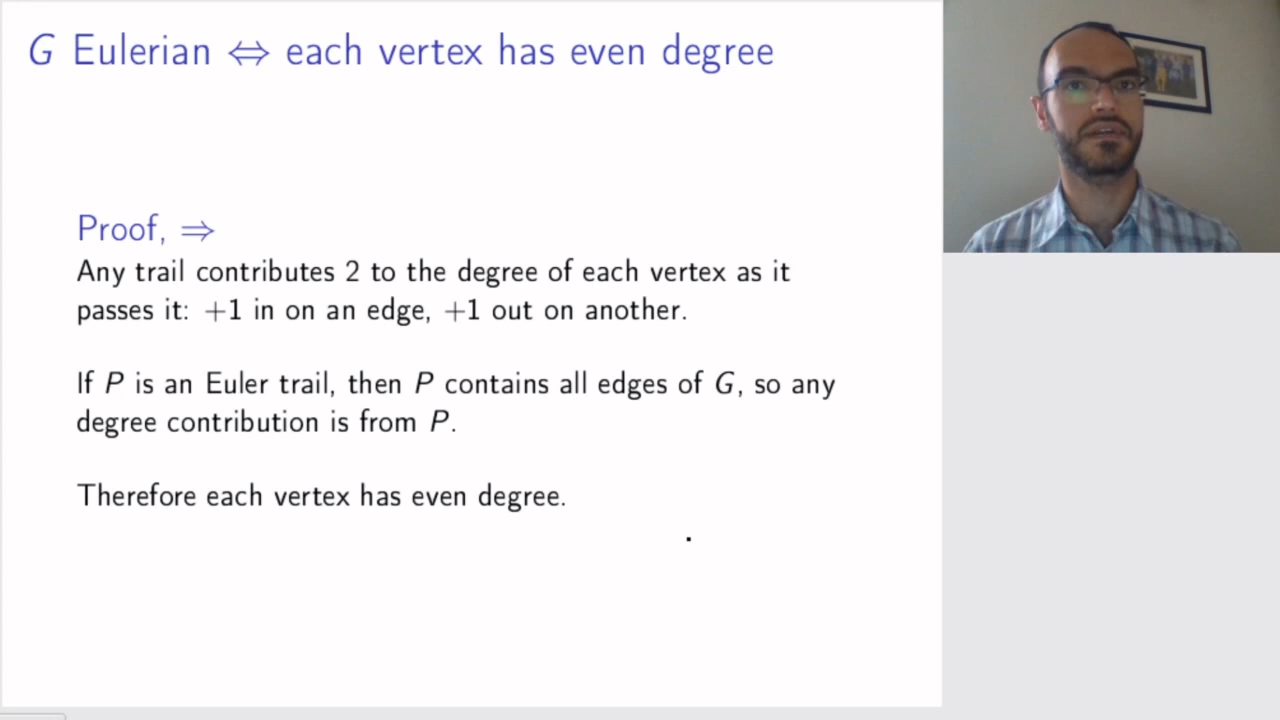 G Eulerian ⇔ each vertex has even degree
Proof, ⇒
Any trail contributes 2 to the degree of each vertex as it
passes it: +1 in on an edge, +1 out on another.
If P is an Euler trail, then P contains all edges of G, so any
degree contribution is from P.
Therefore each vertex has even degree.